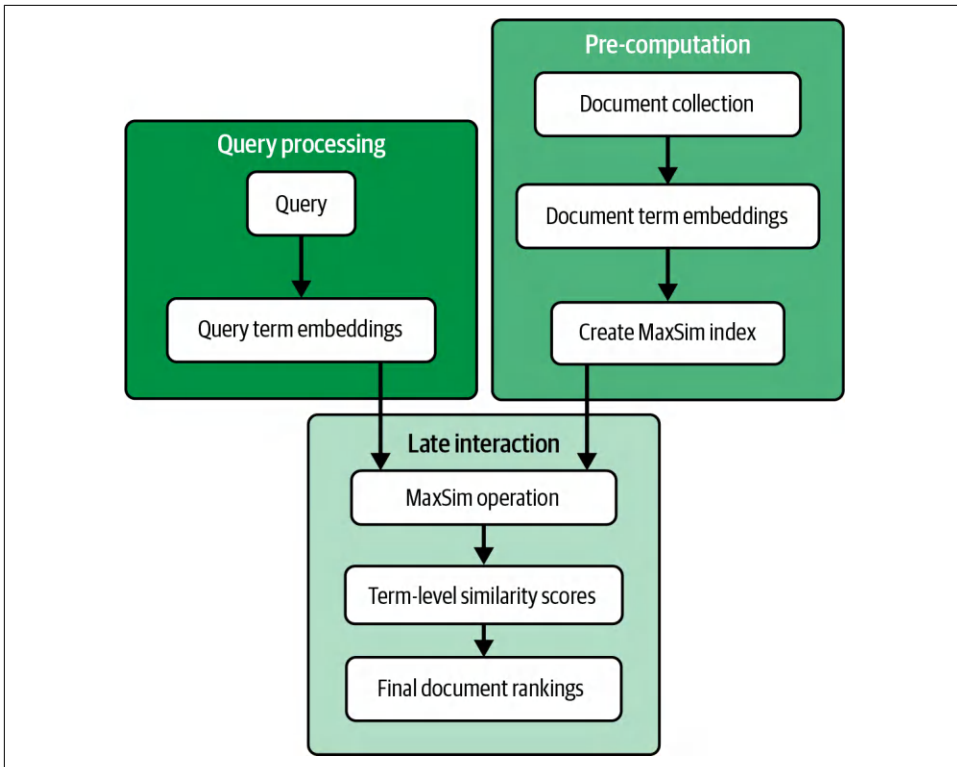 Pre-computation
Document collection
Document term embeddings
Create MaxSim index
Query processing
Query
Query term embeddings
Late interaction
MaxSim operation
Term-level similarity scores
Final document rankings